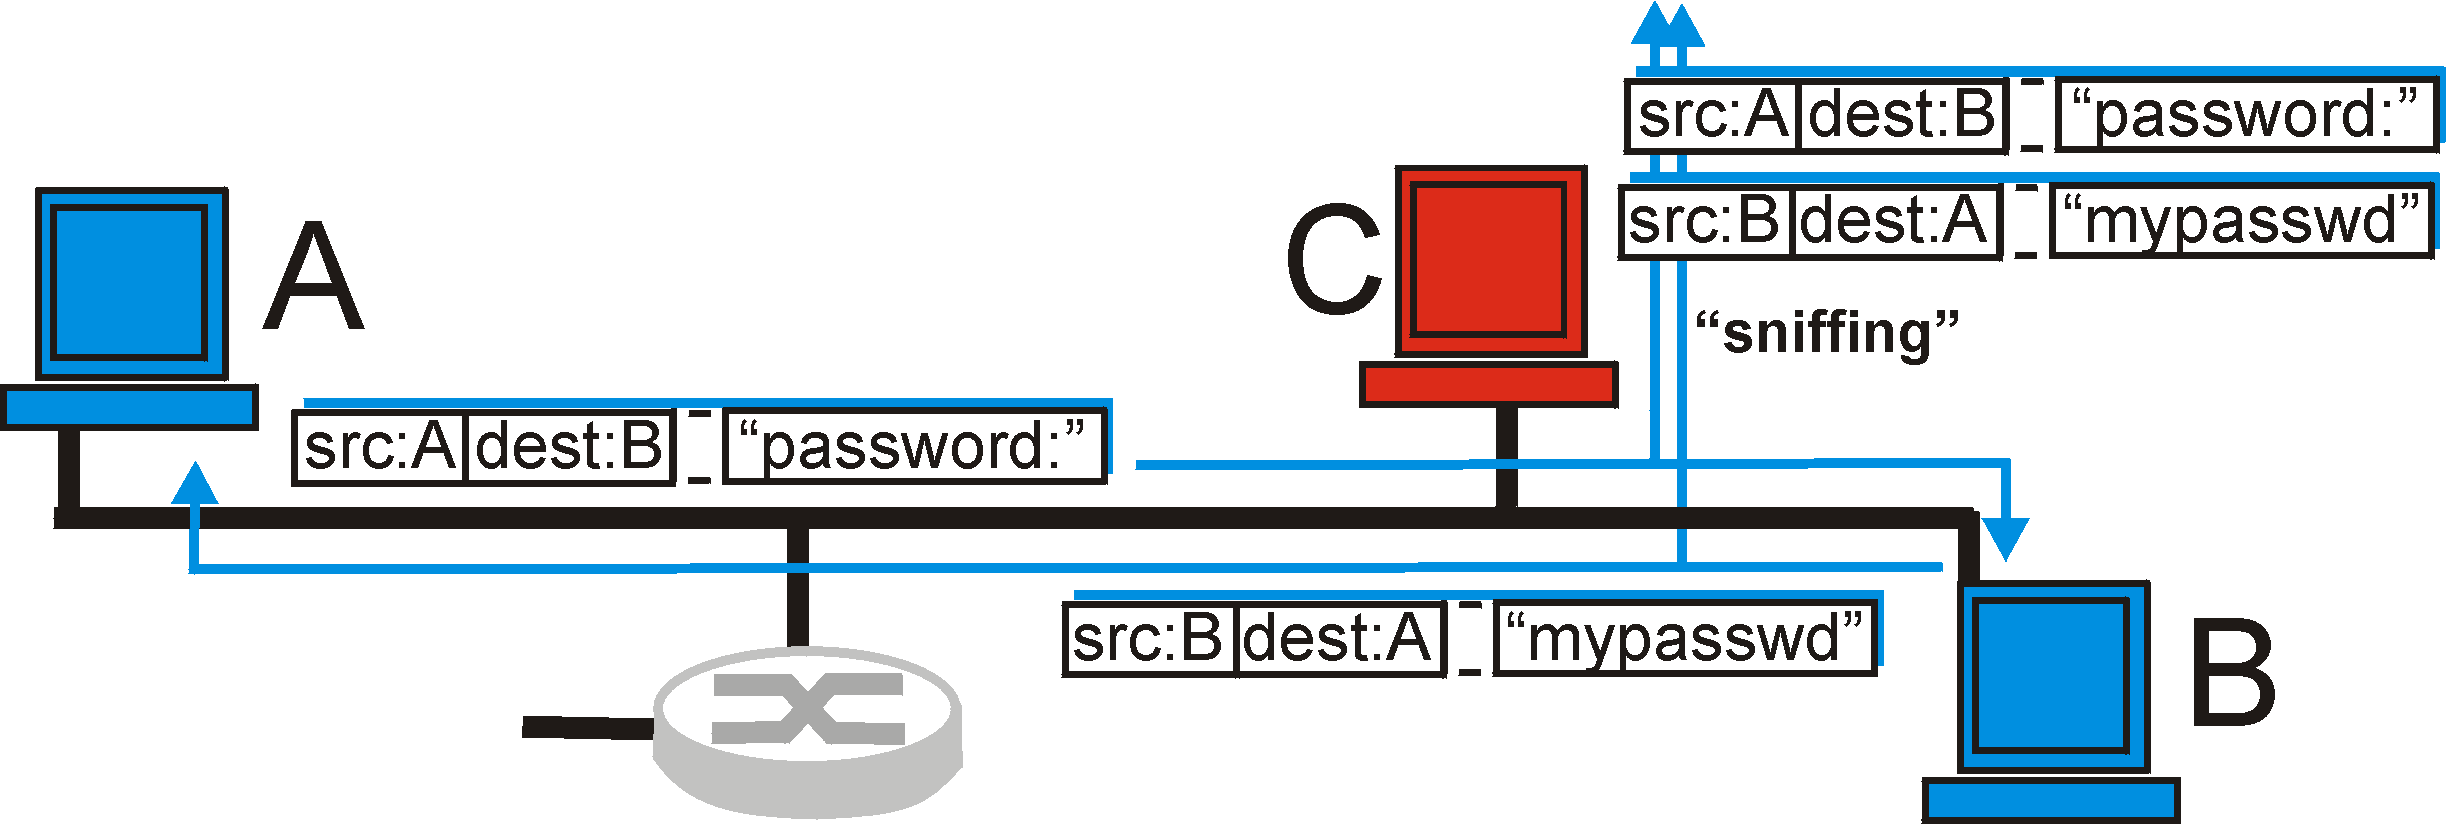 src:A dest:B “password:”
src:B dest:A “mypasswd”
A
C
“sniffing”
src:A dest:B “password:”
src:B dest:A “mypasswd”
B